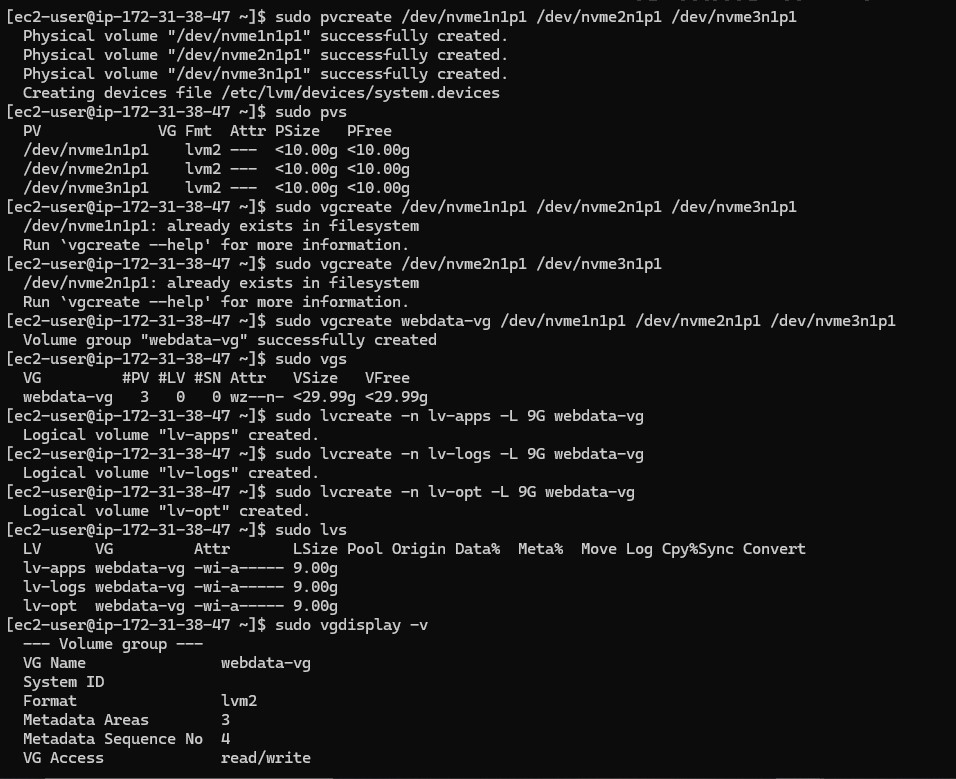 [ec2-user@ip-172-31-38-47 ~]$ sudo pvcreate /dev/nvme1n1p1 /dev/nvme2n1p1 /dev/nvme3n1p1
  Physical volume "/dev/nvme1n1p1" successfully created.
  Physical volume "/dev/nvme2n1p1" successfully created.
  Physical volume "/dev/nvme3n1p1" successfully created.
  Creating devices file /etc/lvm/devices/system.devices
[ec2-user@ip-172-31-38-47 ~]$ sudo pvs
  PV             VG Fmt  Attr PSize   PFree
  /dev/nvme1n1p1    lvm2 ---  <10.00g <10.00g
  /dev/nvme2n1p1    lvm2 ---  <10.00g <10.00g
  /dev/nvme3n1p1    lvm2 ---  <10.00g <10.00g
[ec2-user@ip-172-31-38-47 ~]$ sudo vgcreate /dev/nvme1n1p1 /dev/nvme2n1p1 /dev/nvme3n1p1
  /dev/nvme1n1p1: already exists in filesystem
  Run `vgcreate --help' for more information.
[ec2-user@ip-172-31-38-47 ~]$ sudo vgcreate /dev/nvme2n1p1 /dev/nvme3n1p1
  /dev/nvme2n1p1: already exists in filesystem
  Run `vgcreate --help' for more information.
[ec2-user@ip-172-31-38-47 ~]$ sudo vgcreate webdata-vg /dev/nvme1n1p1 /dev/nvme2n1p1 /dev/nvme3n1p1
  Volume group "webdata-vg" successfully created
[ec2-user@ip-172-31-38-47 ~]$ sudo vgs
  VG         #PV #LV #SN Attr   VSize   VFree
  webdata-vg   3   0   0 wz--n- <29.99g <29.99g
[ec2-user@ip-172-31-38-47 ~]$ sudo lvcreate -n lv-apps -L 9G webdata-vg
  Logical volume "lv-apps" created.
[ec2-user@ip-172-31-38-47 ~]$ sudo lvcreate -n lv-logs -L 9G webdata-vg
  Logical volume "lv-logs" created.
[ec2-user@ip-172-31-38-47 ~]$ sudo lvcreate -n lv-opt -L 9G webdata-vg
  Logical volume "lv-opt" created.
[ec2-user@ip-172-31-38-47 ~]$ sudo lvs
  LV      VG         Attr       LSize Pool Origin Data%  Meta%  Move Log Cpy%Sync Convert
  lv-apps webdata-vg -wi-a----- 9.00g
  lv-logs webdata-vg -wi-a----- 9.00g
  lv-opt  webdata-vg -wi-a----- 9.00g
[ec2-user@ip-172-31-38-47 ~]$ sudo vgdisplay -v
  --- Volume group ---
  VG Name               webdata-vg
  System ID
  Format                lvm2
  Metadata Areas        3
  Metadata Sequence No  4
  VG Access             read/write